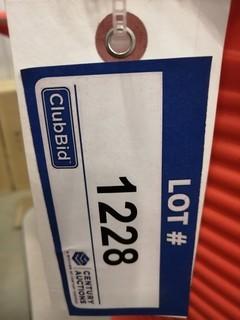 LOT #
1228
ClubBid
CENTURY
AUCTIONS